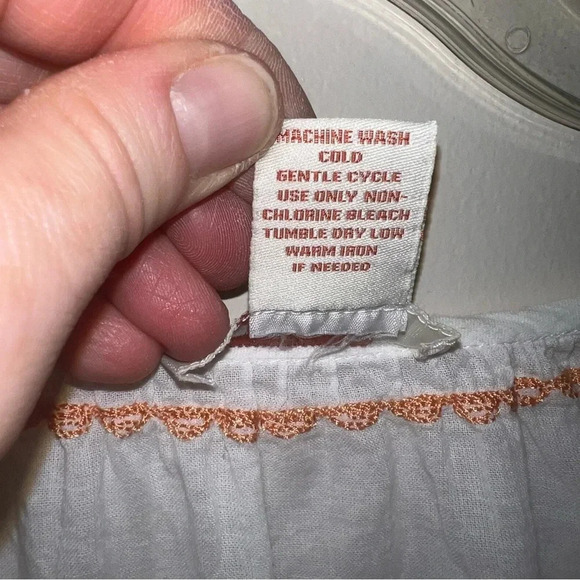 MACHINE WASH
COLD
GENTLE CYCLE
USE ONLY NON-
CHLORINE BLEACH
TUMBLE DRY LOW
WARM IRON
IF NEEDED